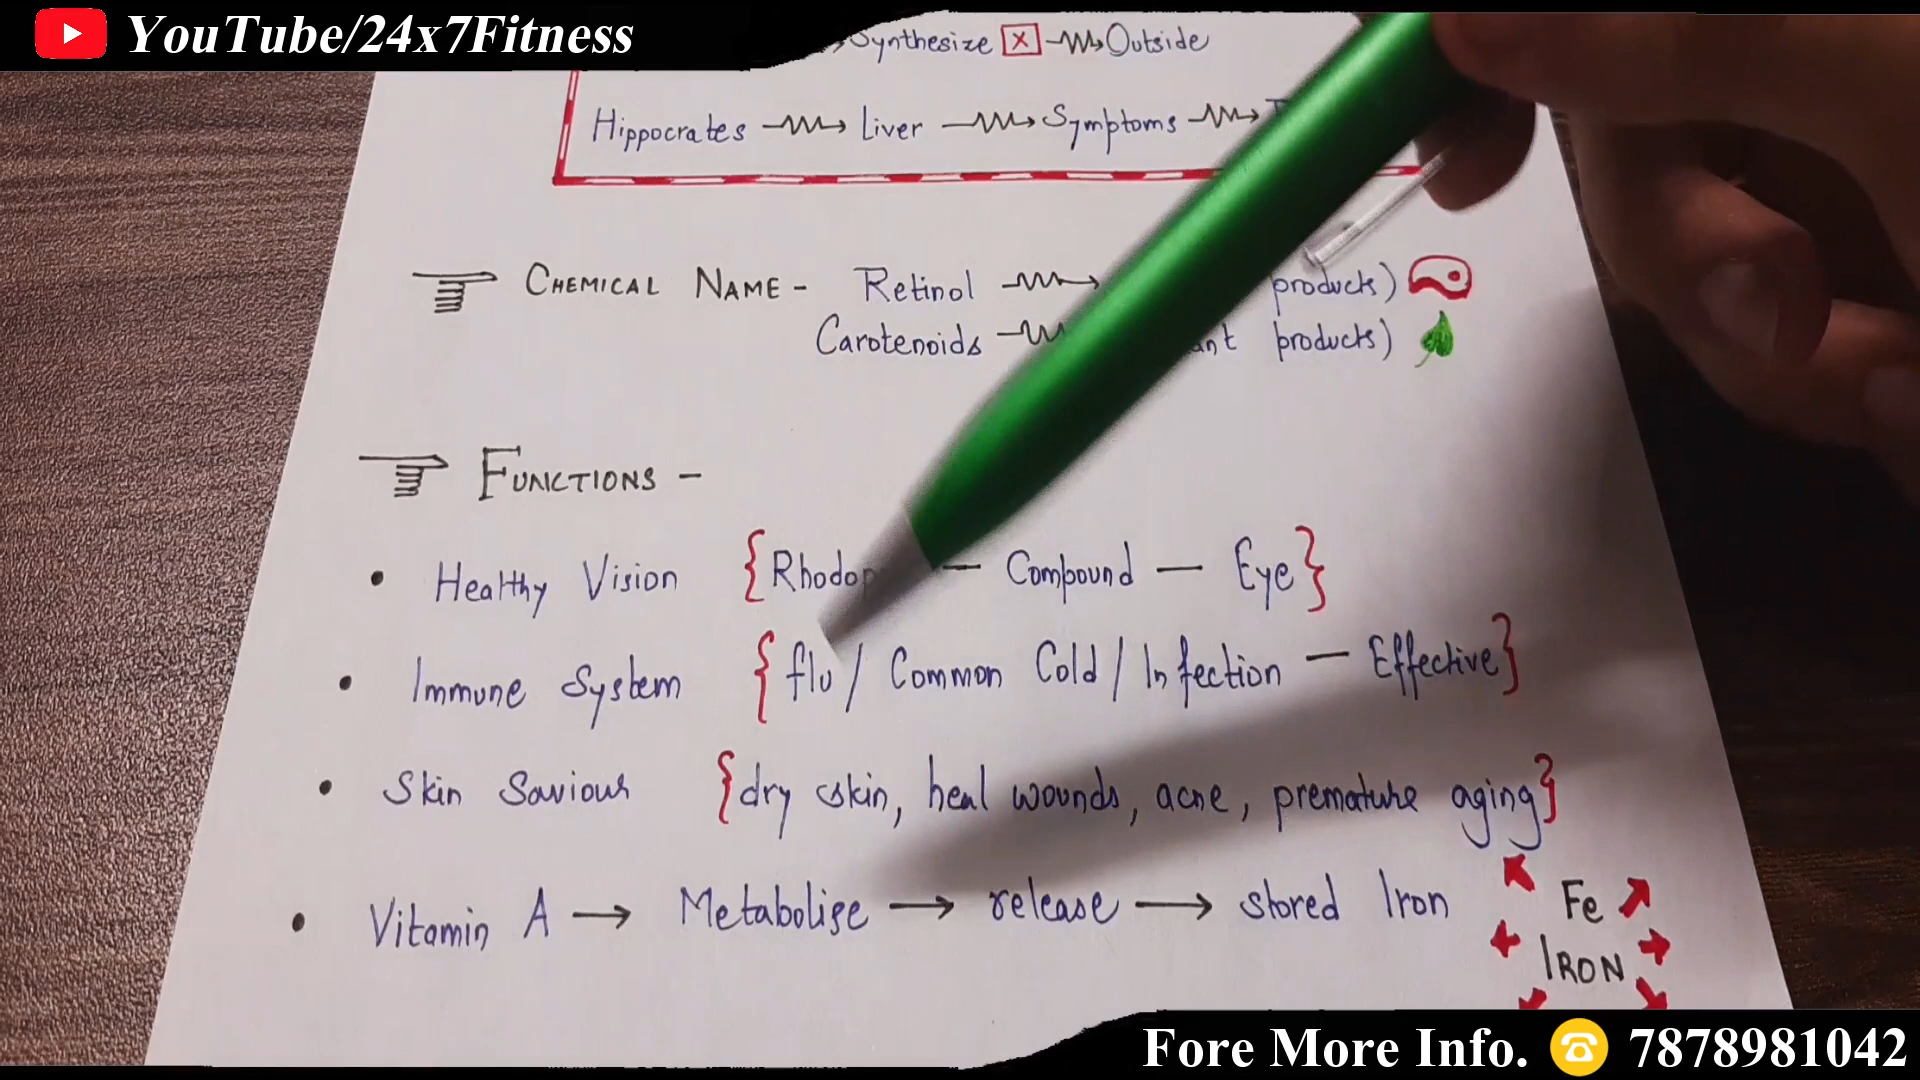 YouTube/24x7Fitness
Synthesize x Outside
Hippocrates Liver Symptoms
CHEMICAL NAME - Retinol products)
Carotenoids products)
FUNCTIONS -
• Healthy Vision { — Compound — Eye}
• Immune System {flu / Common Cold / Infection — Effective}
• Skin Saviour {dry skin, heal wounds, acne, premature aging}
• Vitamin A → Metabolise → release → stored Iron
Fe
IRON
Fore More Info. 7878981042